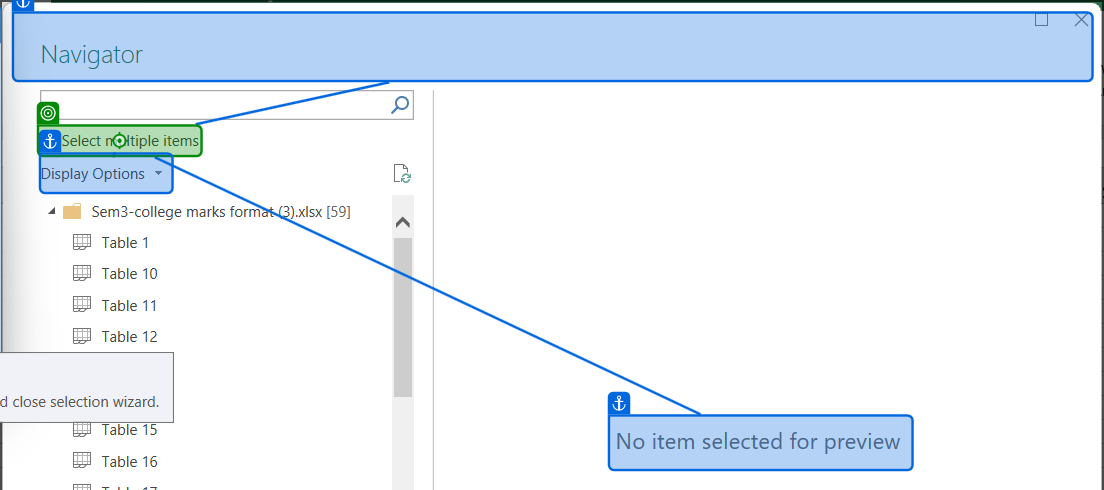 Navigator
Select multiple items
Display Options
Sem3-college marks format (3).xlsx [59]
Table 1
Table 10
Table 11
Table 12
d close selection wizard.
Table 15
Table 16
No item selected for preview